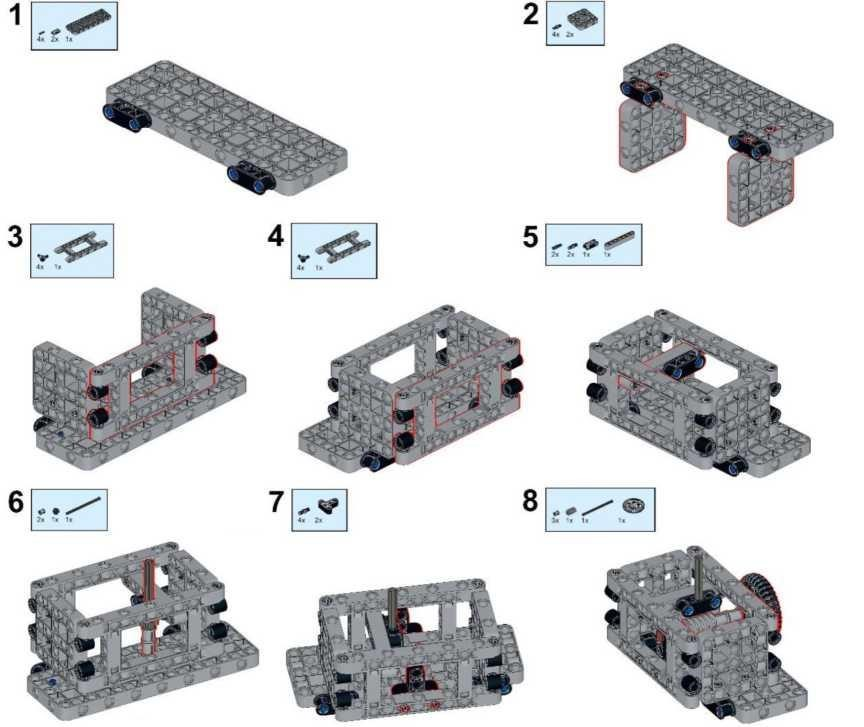 1
4x 2x 1x
2
4x 2x
3
4x 1x
4
4x 1x
5
2x 2x 1x 1x
6
2x 1x 1x
7
4x 2x
8
3x 1x 1x 1x